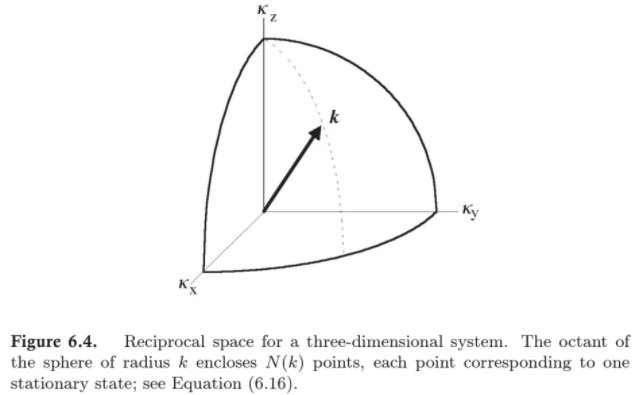 κz
k
κy
κx
Figure 6.4. Reciprocal space for a three-dimensional system. The octant of
the sphere of radius k encloses N(k) points, each point corresponding to one
stationary state; see Equation (6.16).